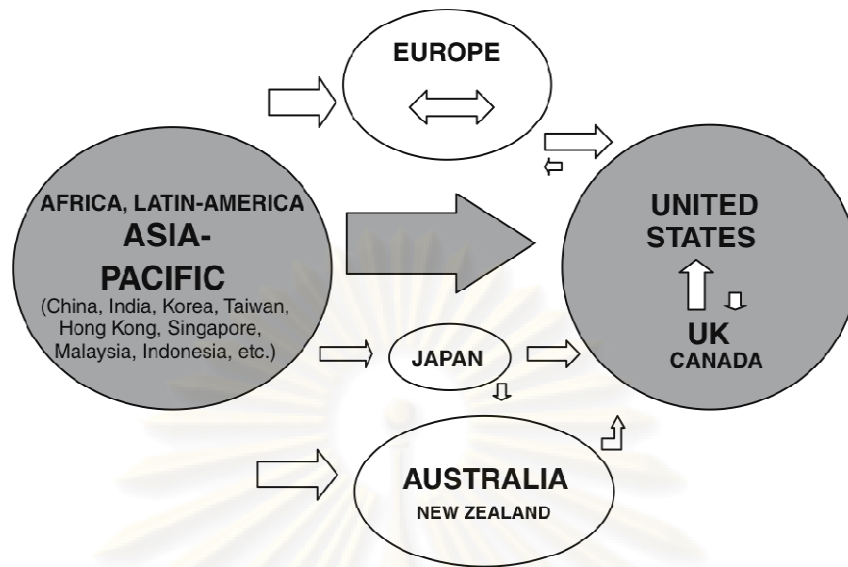 EUROPE
AFRICA, LATIN-AMERICA
ASIA-
PACIFIC
(China, India, Korea, Taiwan,
Hong Kong, Singapore,
Malaysia, Indonesia, etc.)
UNITED
STATES
UK
CANADA
JAPAN
AUSTRALIA
NEW ZEALAND